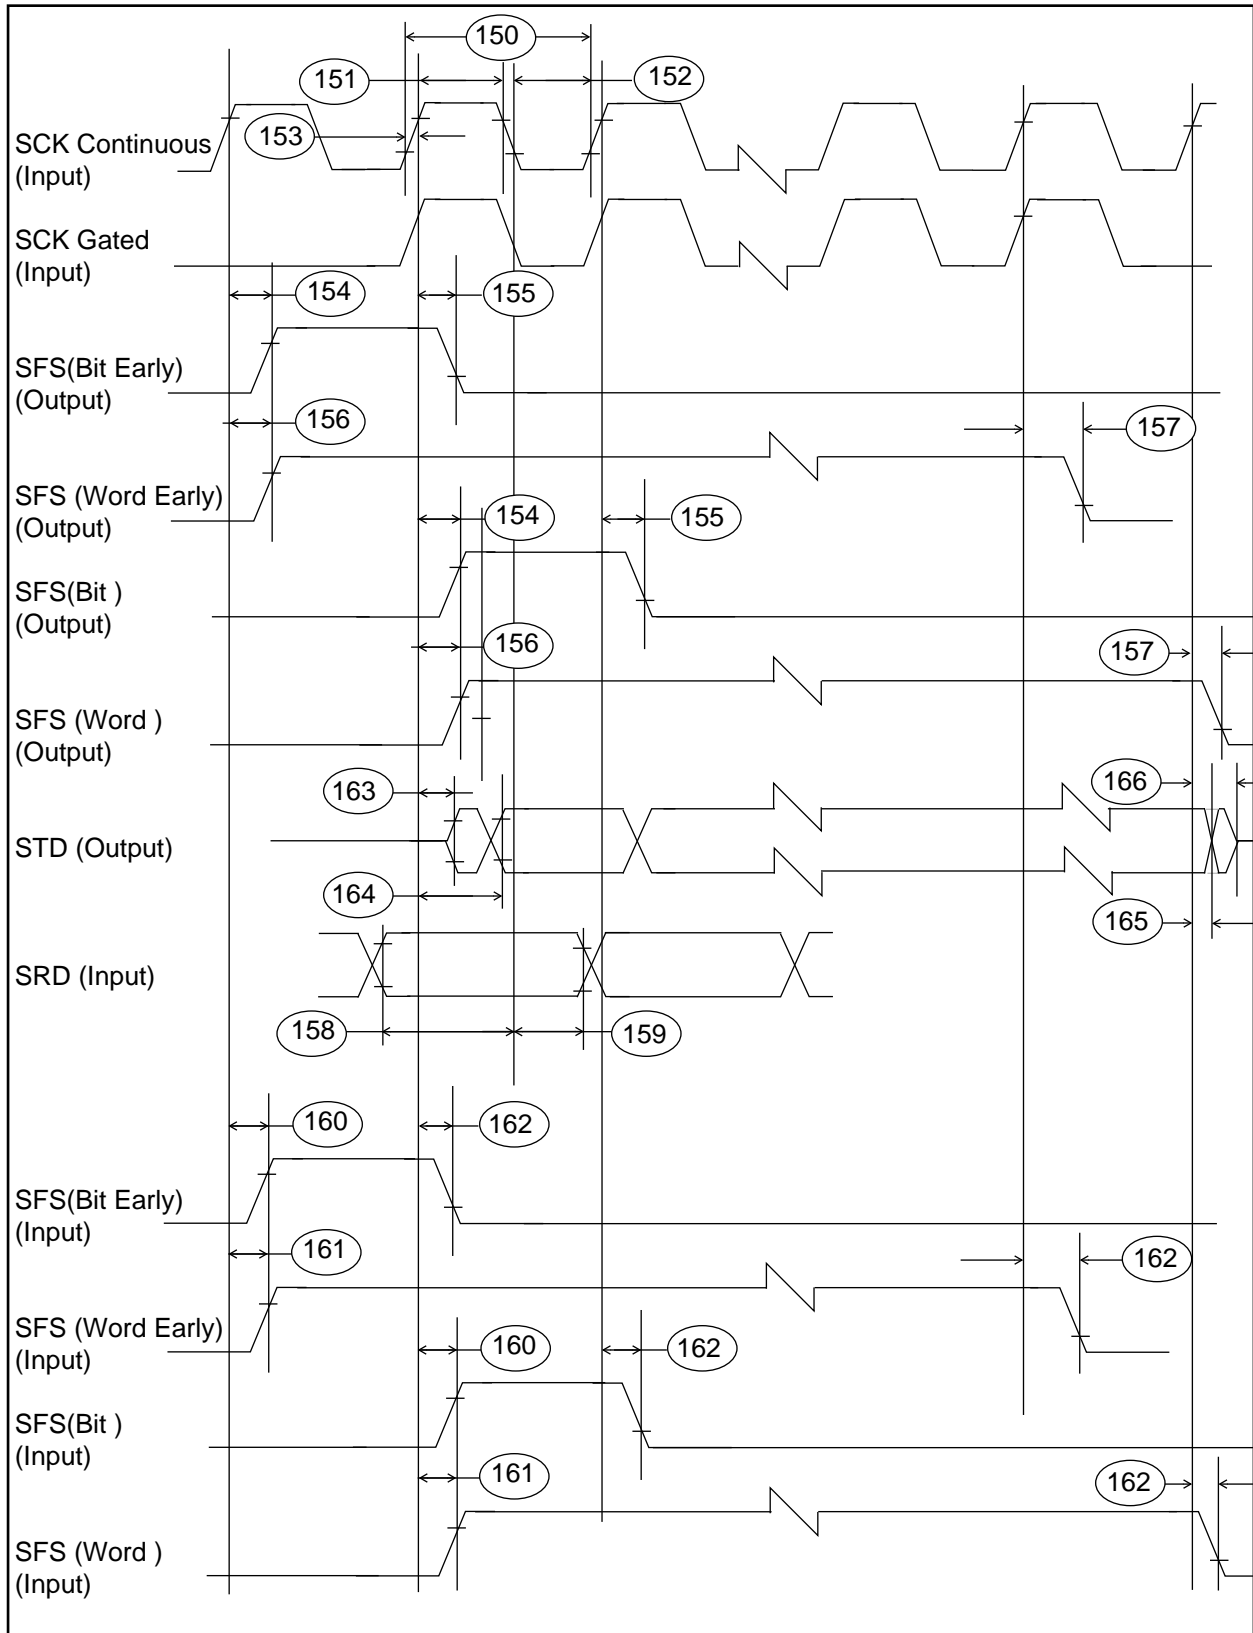 150
151
152
SCK Continuous
(Input)
153
SCK Gated
(Input)
154
155
SFS(Bit Early)
(Output)
156
157
SFS (Word Early)
(Output)
154
155
SFS(Bit )
(Output)
156
157
SFS (Word )
(Output)
163
166
STD (Output)
164
165
SRD (Input)
158
159
160
162
SFS(Bit Early)
(Input)
161
162
SFS (Word Early)
(Input)
160
162
SFS(Bit )
(Input)
161
162
SFS (Word )
(Input)